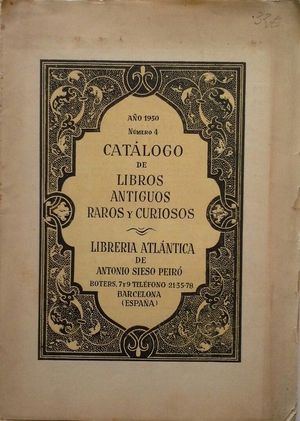 AÑO 1950
NÚMERO 4
CATÁLOGO
DE
LIBROS
ANTIGUOS
RAROS Y CURIOSOS
LIBRERIA ATLÁNTICA
DE
ANTONIO SIESO PEIRÓ
BOTERS, 7 Y 9 TELÉFONO 21-35-78
BARCELONA
(ESPAÑA)